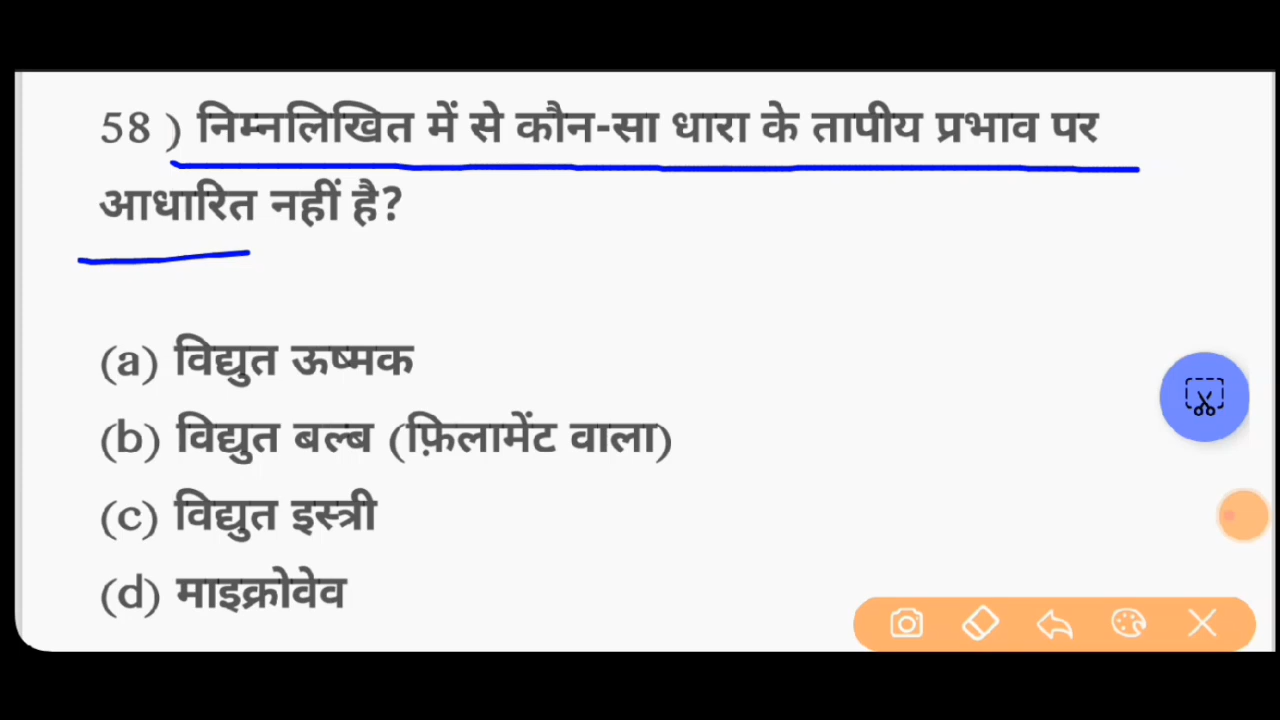 58 ) निम्नलिखित में से कौन-सा धारा के तापीय प्रभाव पर
आधारित नहीं है?
(a) विद्युत ऊष्मक
(b) विद्युत बल्ब (फ़िलामेंट वाला)
(c) विद्युत इस्त्री
(d) माइक्रोवेव